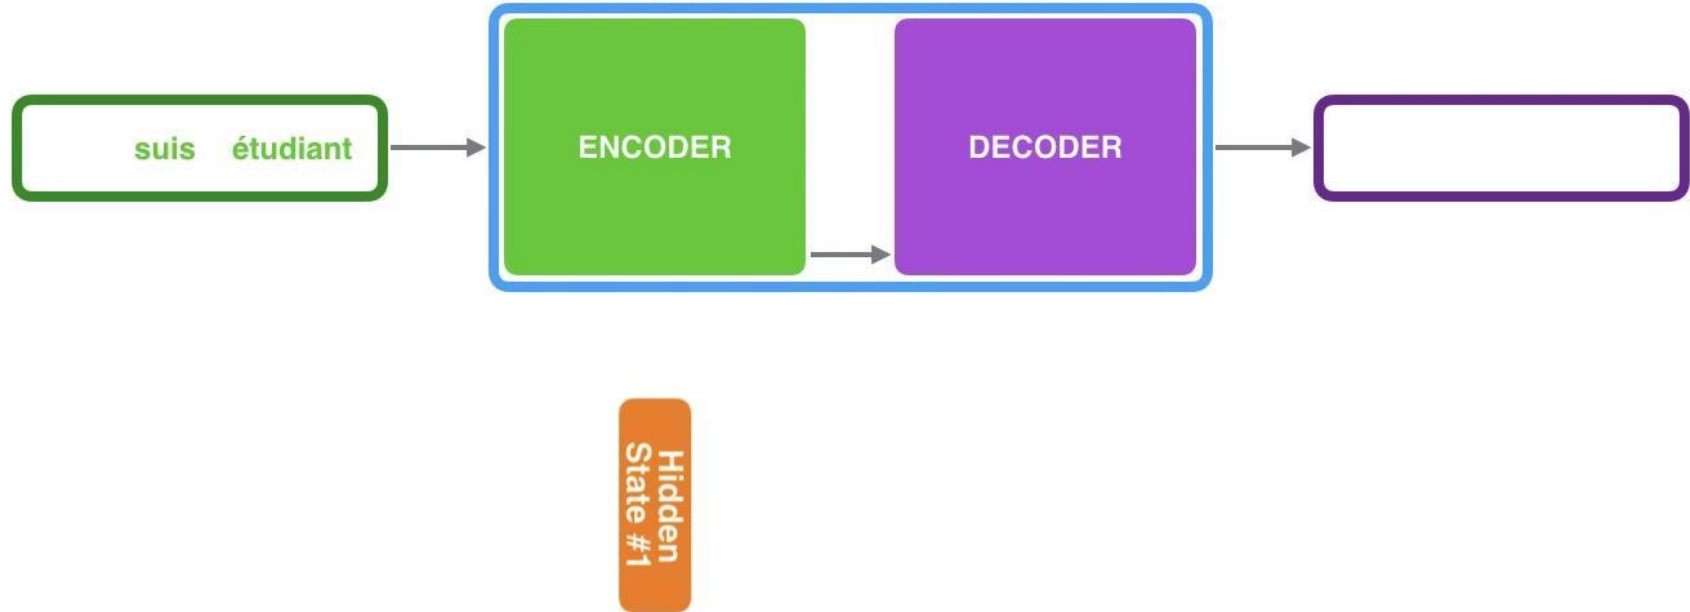 suis étudiant
ENCODER
DECODER
Hidden
State #1